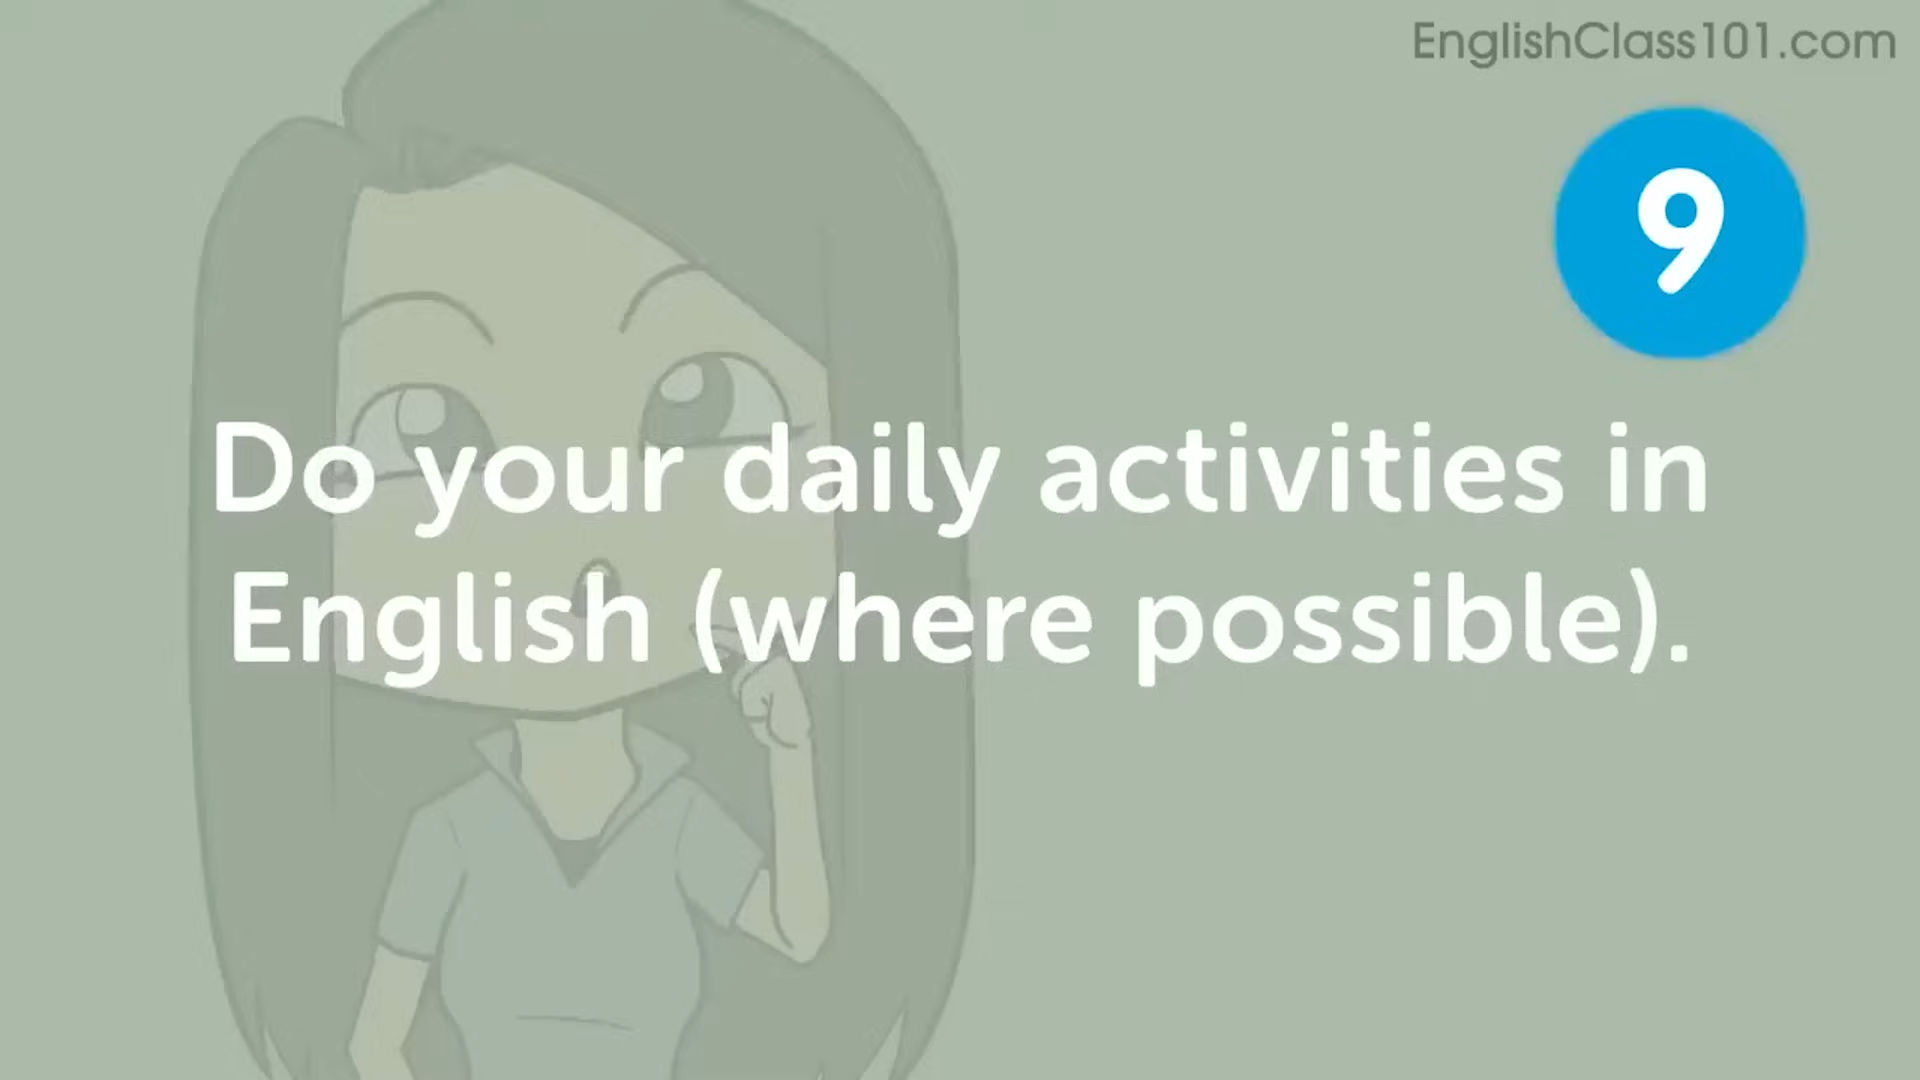 EnglishClass101.com
9
Do your daily activities in
English (where possible).